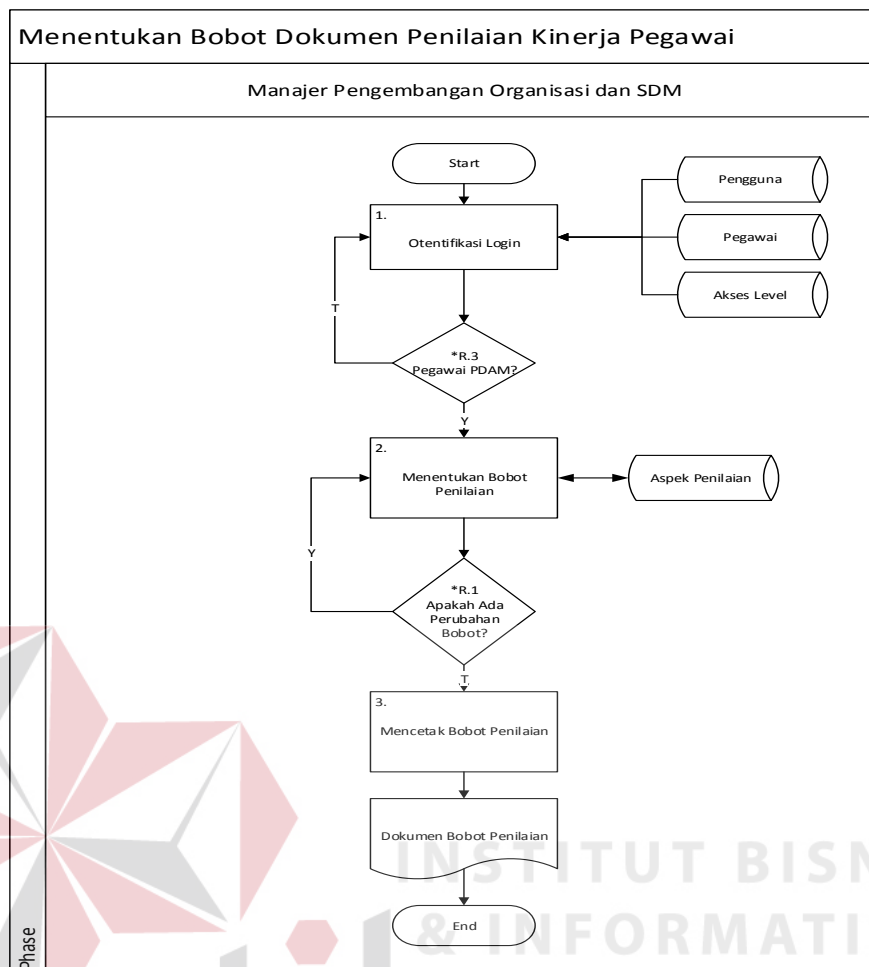 Menentukan Bobot Dokumen Penilaian Kinerja Pegawai
Manajer Pengembangan Organisasi dan SDM
Start
Pengguna
1.
Otentifikasi Login
Pegawai
Akses Level
T
*R.3
Pegawai PDAM?
Y
2.
Menentukan Bobot
Penilaian
Aspek Penilaian
Y
*R.1
Apakah Ada
Perubahan
Bobot?
T
3.
Mencetak Bobot Penilaian
Dokumen Bobot Penilaian
End
Phase
INSTITUT BISN
& INFORMATI